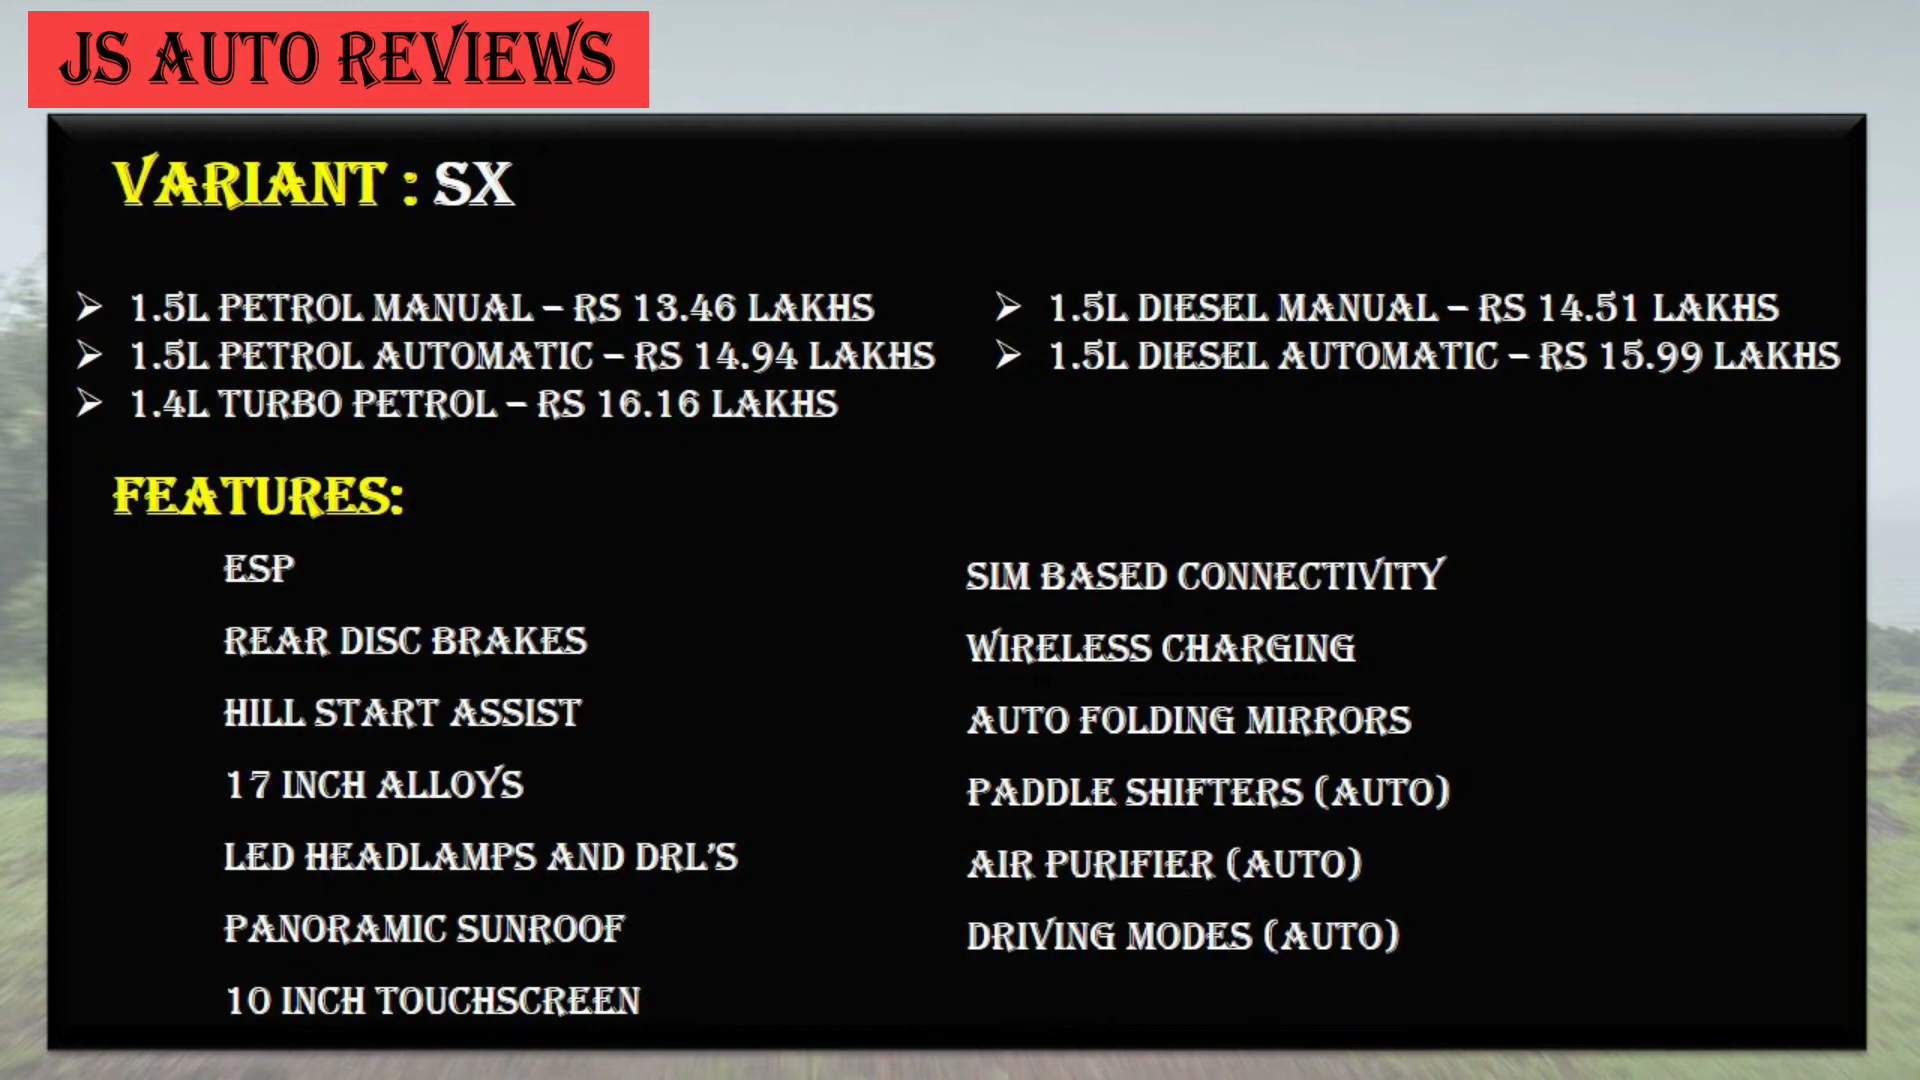 JS AUTO REVIEWS
VARIANT : SX
➢ 1.5L PETROL MANUAL – RS 13.46 LAKHS
➢ 1.5L PETROL AUTOMATIC – RS 14.94 LAKHS
➢ 1.4L TURBO PETROL – RS 16.16 LAKHS
➢ 1.5L DIESEL MANUAL – RS 14.51 LAKHS
➢ 1.5L DIESEL AUTOMATIC – RS 15.99 LAKHS
FEATURES:
ESP
REAR DISC BRAKES
HILL START ASSIST
17 INCH ALLOYS
LED HEADLAMPS AND DRL’S
PANORAMIC SUNROOF
10 INCH TOUCHSCREEN
SIM BASED CONNECTIVITY
WIRELESS CHARGING
AUTO FOLDING MIRRORS
PADDLE SHIFTERS (AUTO)
AIR PURIFIER (AUTO)
DRIVING MODES (AUTO)